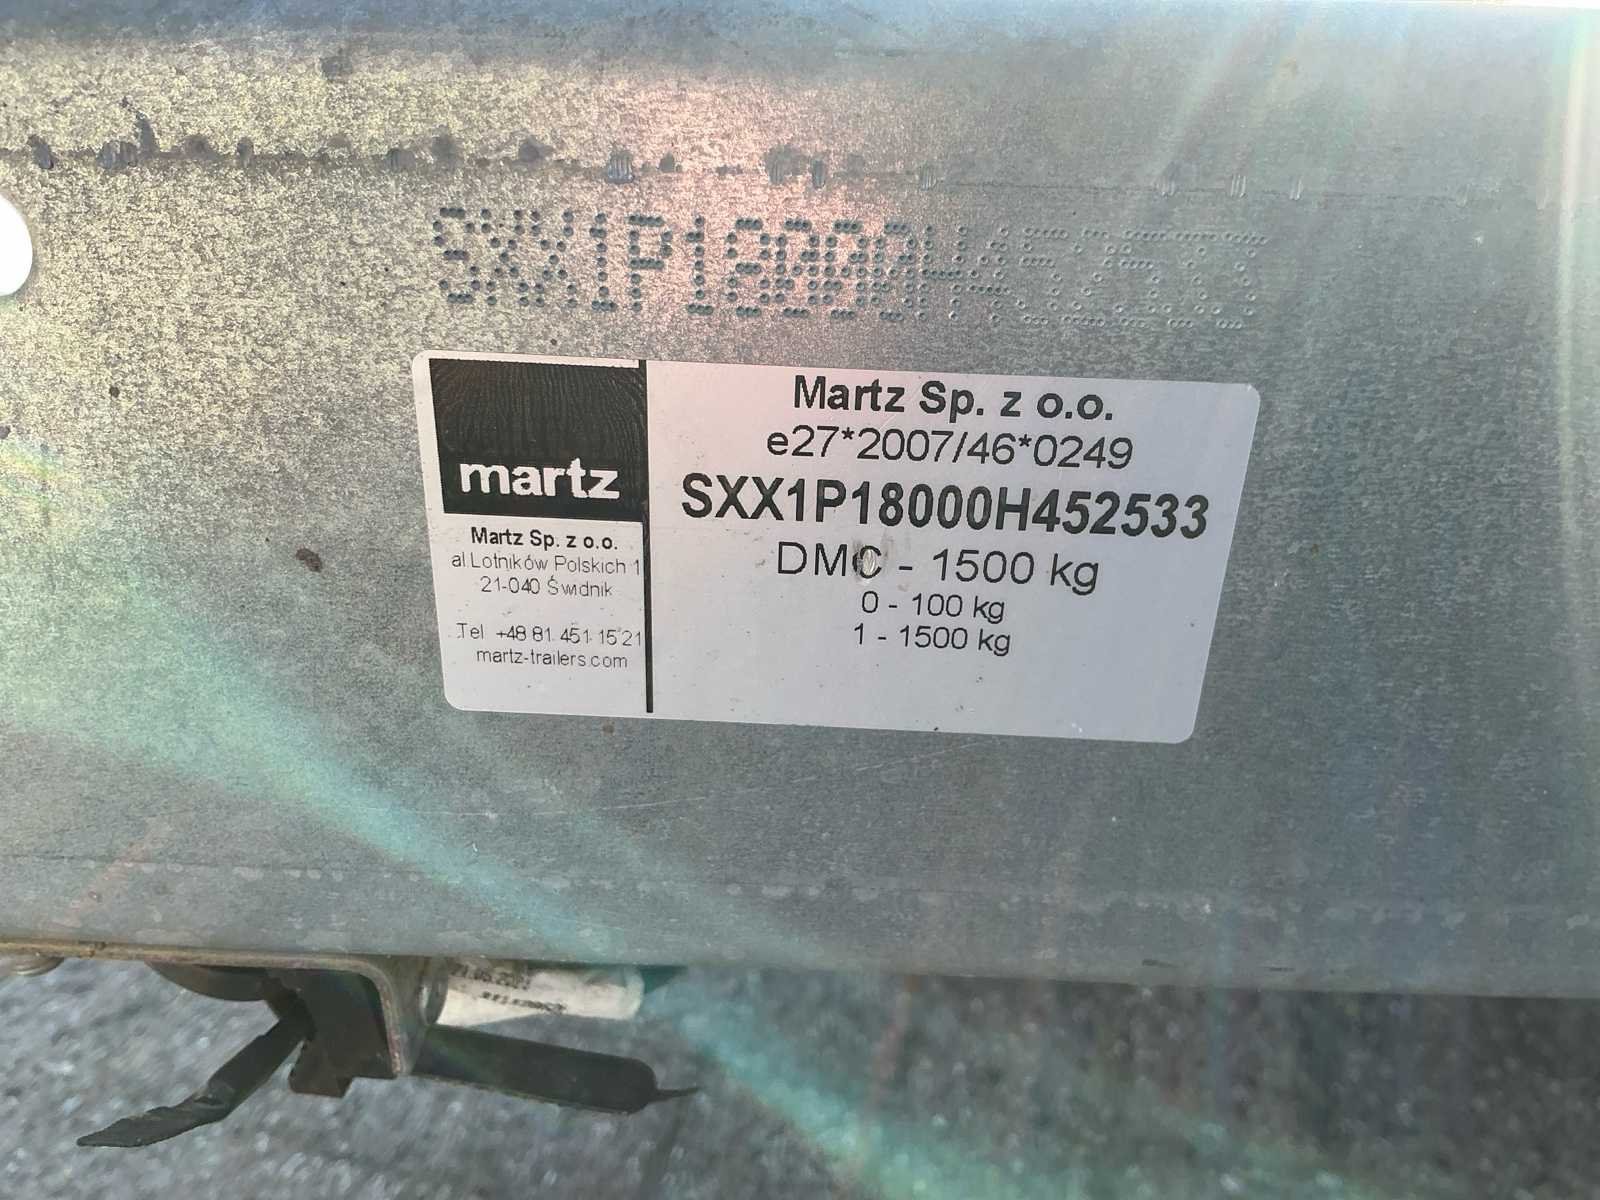 SXX1P18000H452533
martz
Martz Sp. z o.o.
al.Lotników Polskich 1
21-040 Świdnik
Tel. +48 81 451 15 21
martz-trailers.com
Martz Sp. z o.o.
e27*2007/46*0249
SXX1P18000H452533
DMC - 1500 kg
0 - 100 kg
1 - 1500 kg